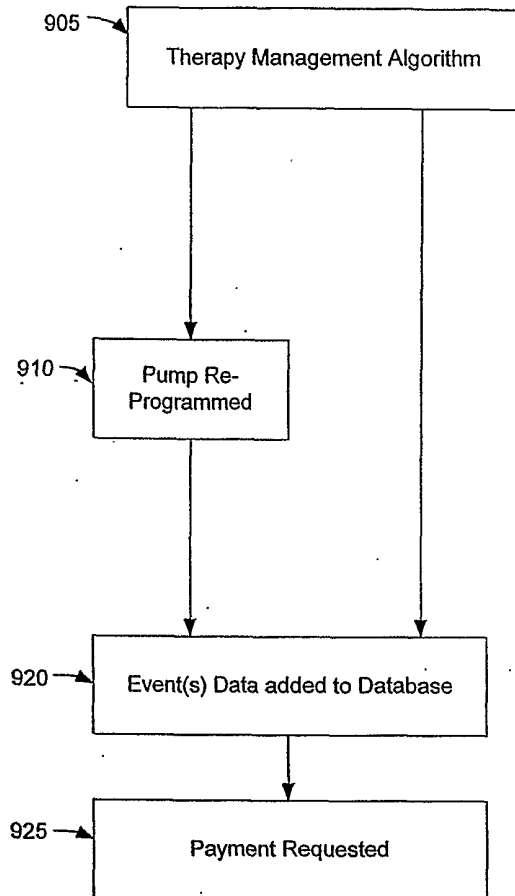 905
Therapy Management Algorithm
910
Pump Re-
Programmed
920
Event(s) Data added to Database
925
Payment Requested